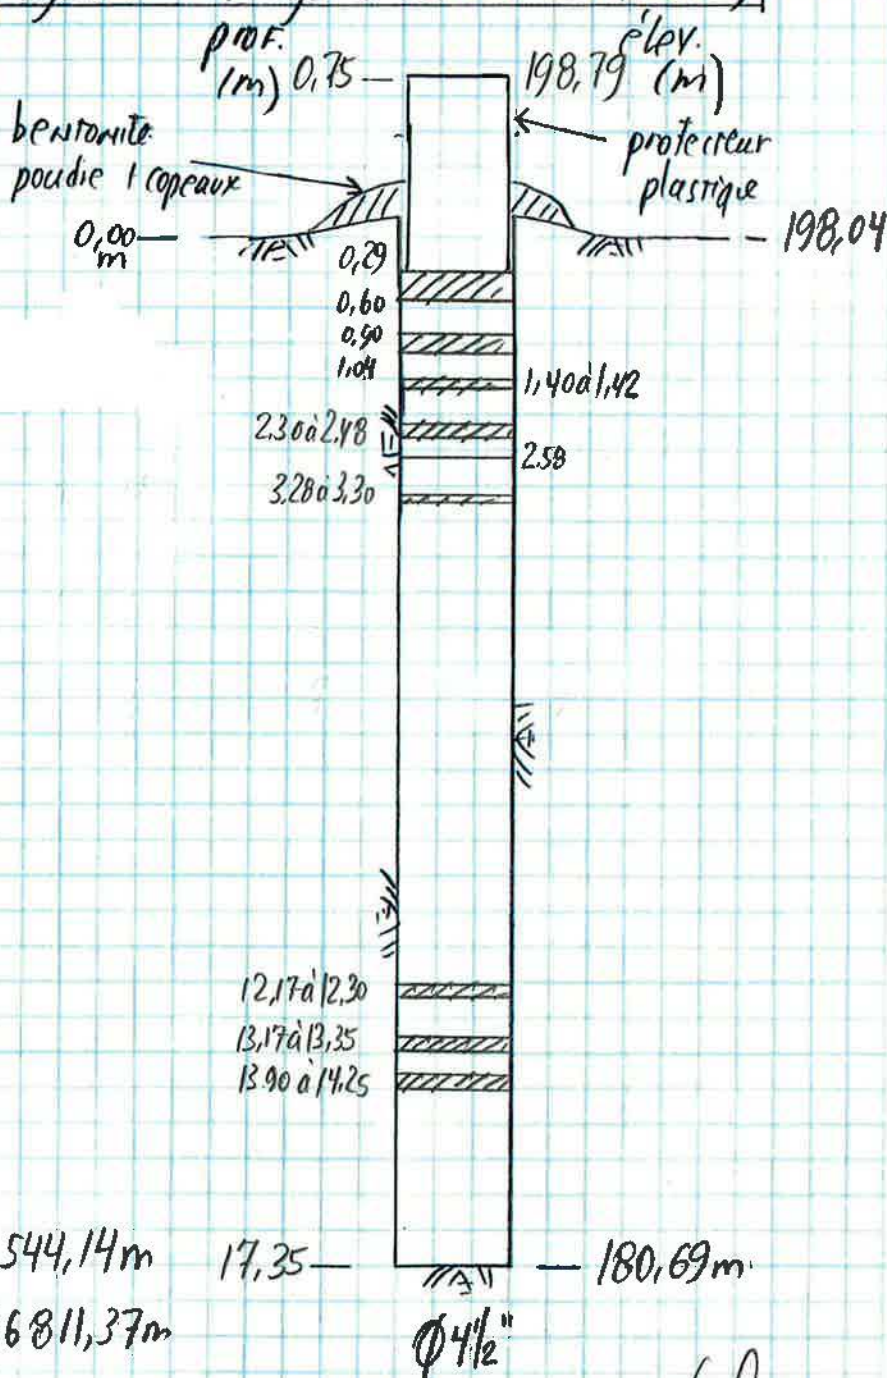 prof. élev.
(m) 0,75 — 198,79 (m)
bentonite
poudre / copeaux
protecteur
plastique
0,00 —
m
— 198,04
0,29
0,60
0,90
1,04
1,40 à 1,42
2,30 à 2,48
2.58
3,28 à 3,30
12,17 à 12,30
13,17 à 13,35
13.90 à 14.25
544,14m 17,35 — — 180,69m.
6811,37m
Ø 4 1/2"